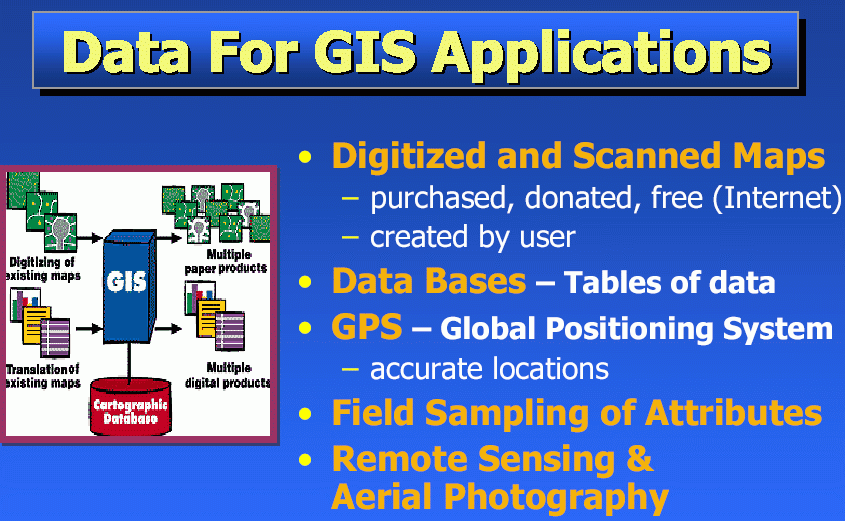 Data For GIS Applications
• Digitized and Scanned Maps
– purchased, donated, free (Internet)
– created by user
• Data Bases – Tables of data
• GPS – Global Positioning System
– accurate locations
• Field Sampling of Attributes
• Remote Sensing &
Aerial Photography
Digitizing of
existing maps
GIS
Multiple
paper products
Translation of
existing maps
Multiple
digital products
Cartographic
Database